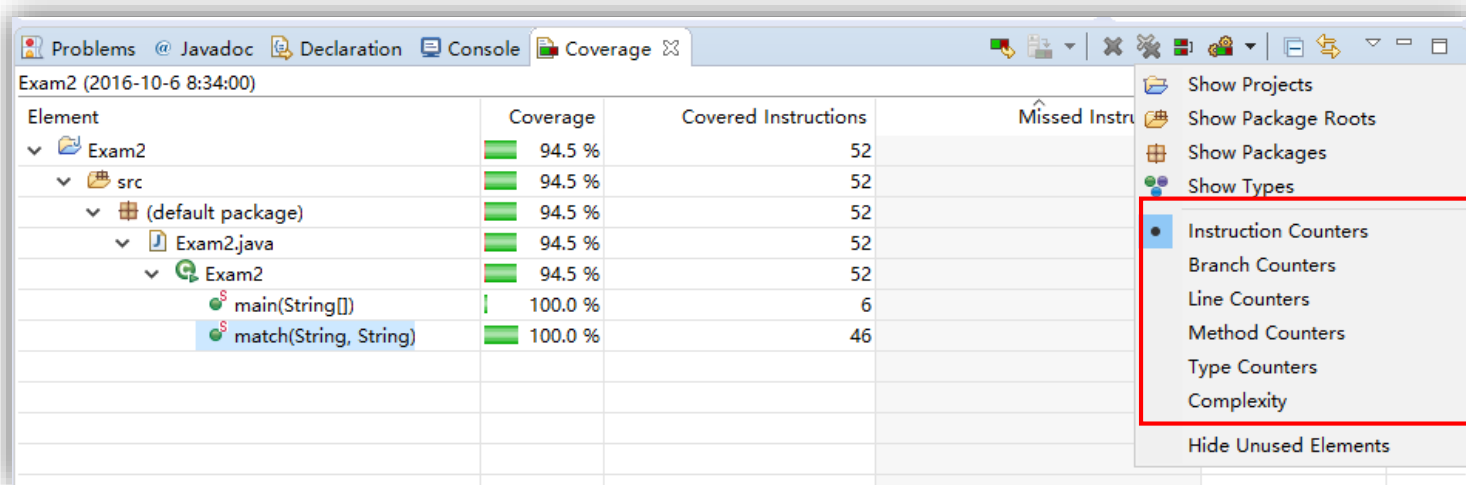 Problems @ Javadoc Declaration Console Coverage
Exam2 (2016-10-6 8:34:00)
Element Coverage Covered Instructions Missed Instru
Exam2 94.5 % 52
src 94.5 % 52
(default package) 94.5 % 52
Exam2.java 94.5 % 52
Exam2 94.5 % 52
main(String[]) 100.0 % 6
match(String, String) 100.0 % 46
Show Projects
Show Package Roots
Show Packages
Show Types
Instruction Counters
Branch Counters
Line Counters
Method Counters
Type Counters
Complexity
Hide Unused Elements